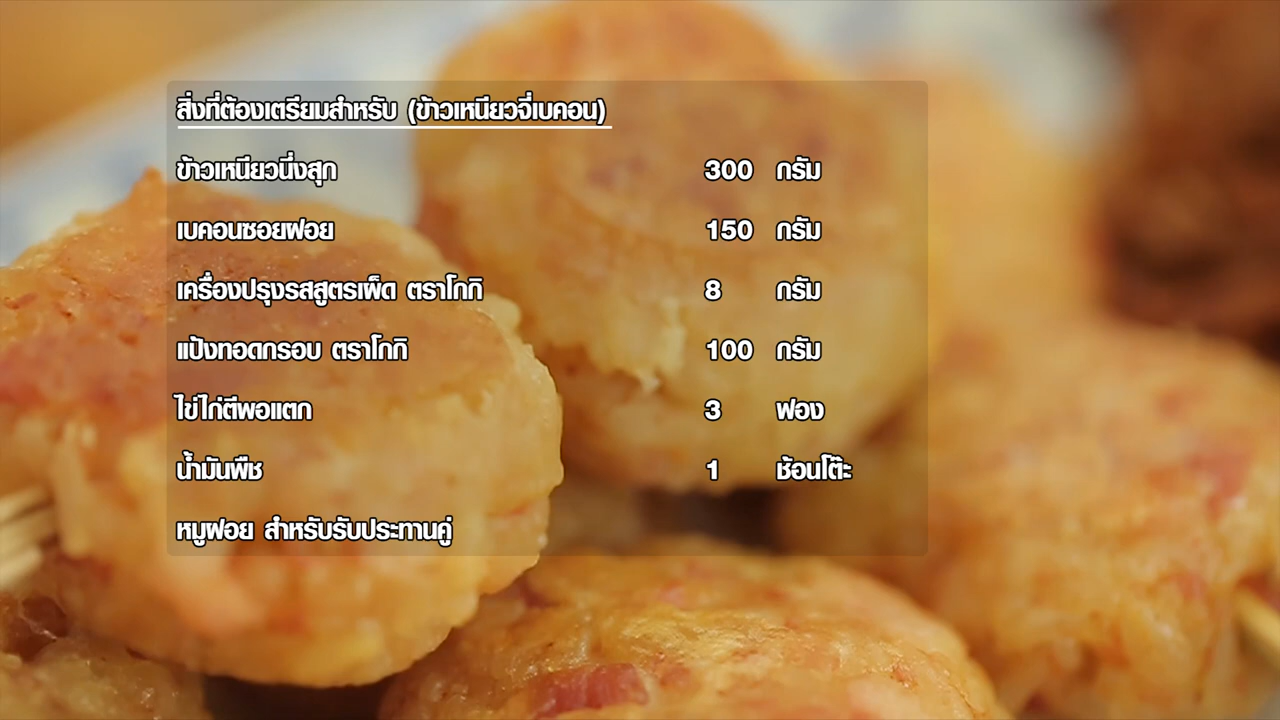 สิ่งที่ต้องเตรียมสำหรับ (ข้าวเหนียวจี่เบคอน)
ข้าวเหนียวนึ่งสุก 300 กรัม
เบคอนซอยฝอย 150 กรัม
เครื่องปรุงรสสูตรเผ็ด ตราโกกิ 8 กรัม
แป้งทอดกรอบ ตราโกกิ 100 กรัม
ไข่ไก่ตีพอแตก 3 ฟอง
น้ำมันพืช 1 ช้อนโต๊ะ
หมูฝอย สำหรับรับประทานคู่